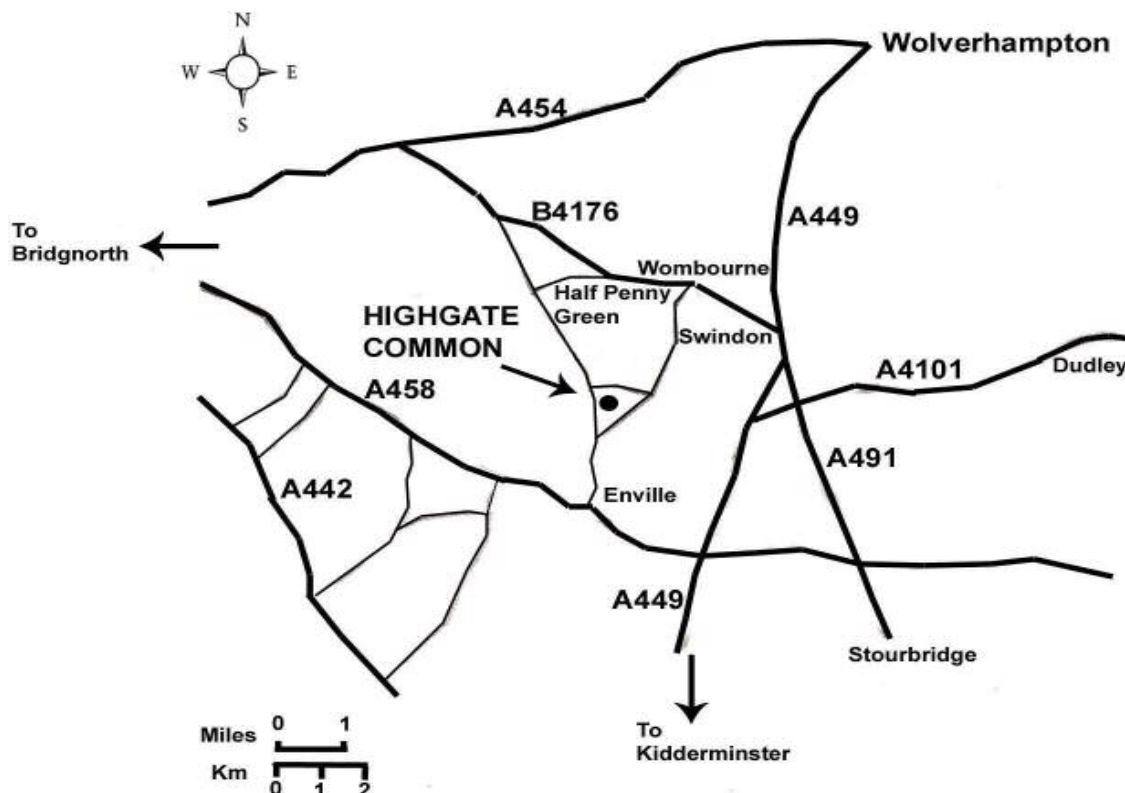 N
W E
S
Wolverhampton
A454
A449
B4176
To
Bridgnorth
Wombourne
Half Penny
Green
HIGHGATE
COMMON
Swindon
A4101
Dudley
A458
A491
A442
Enville
A449
Stourbridge
To
Kidderminster
0 1
Miles
Km
0 1 2